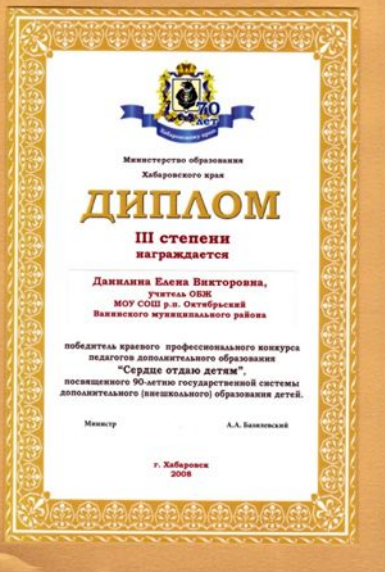 70
ЛЕТ
Хабаровскому краю
Министерство образования
Хабаровского края
ДИПЛОМ
III степени
награждается
Данилина Елена Викторовна,
учитель ОБЖ
МОУ СОШ р.п. Октябрьский
Ванинского муниципального района
победитель краевого профессионального конкурса
педагогов дополнительного образования
“Сердце отдаю детям”,
посвященного 90-летию государственной системы
дополнительного (внешкольного) образования детей.
Министр А.А. Базилевский
г. Хабаровск
2008